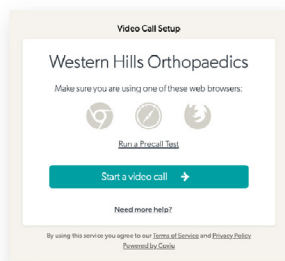 Video Call Setup
Western Hills Orthopaedics
Make sure you are using one of these web browsers:
Run a Precall Test
Start a video call
Need more help?
By using this service you agree to our Terms of Service and Privacy Policy
Powered by Coviu